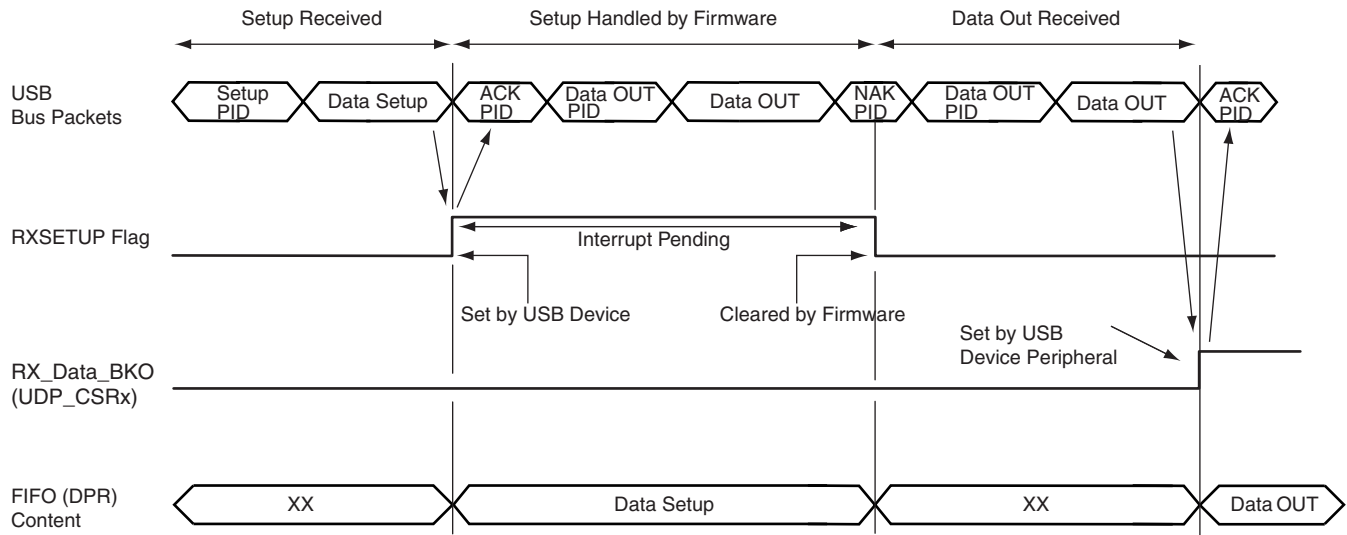 Setup Received
Setup Handled by Firmware
Data Out Received
USB
Bus Packets
Setup
PID
Data Setup
ACK
PID
Data OUT
PID
Data OUT
NAK
PID
Data OUT
PID
Data OUT
ACK
PID
RXSETUP Flag
Interrupt Pending
Set by USB Device
Cleared by Firmware
Set by USB
Device Peripheral
RX_Data_BKO
(UDP_CSRx)
FIFO (DPR)
Content
XX
Data Setup
XX
Data OUT